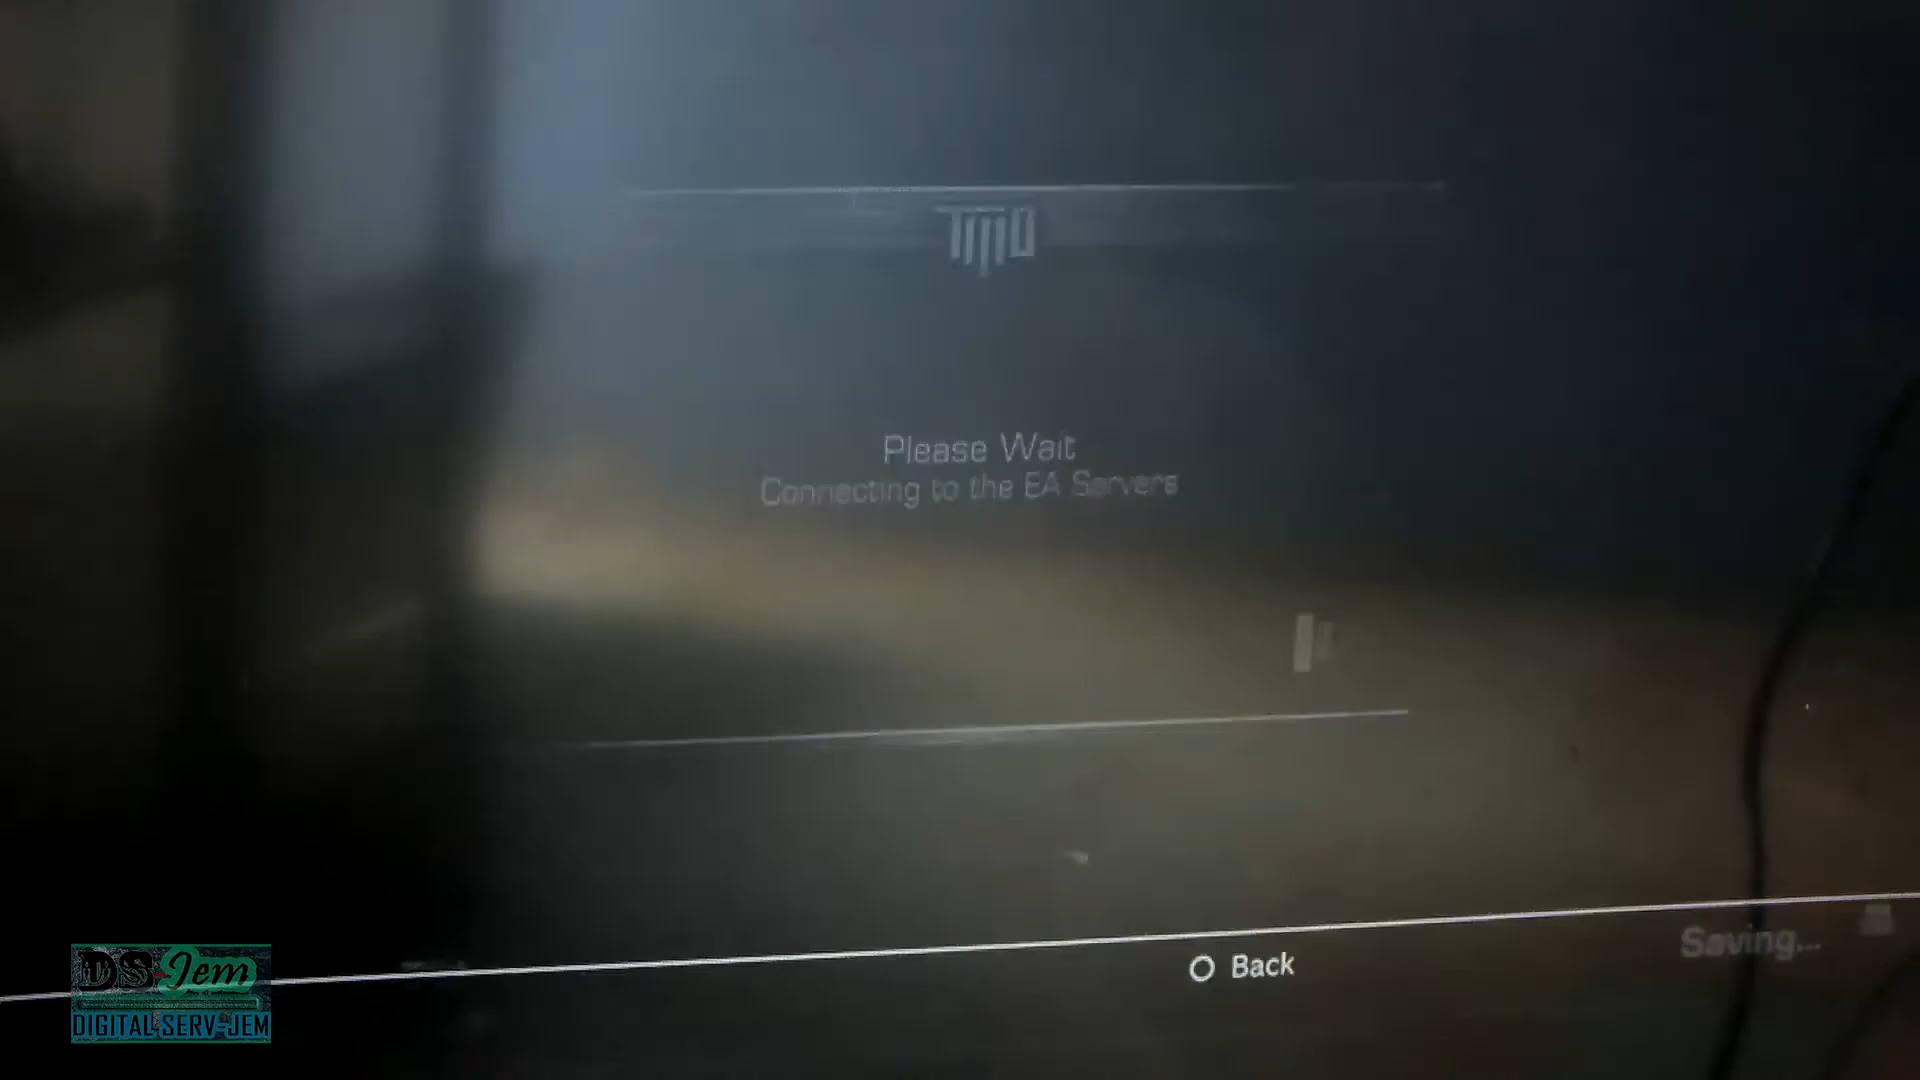 Please Wait
Connecting to the EA Servers
Back
Saving...
DS-Jem
DIGITAL SERV-JEM